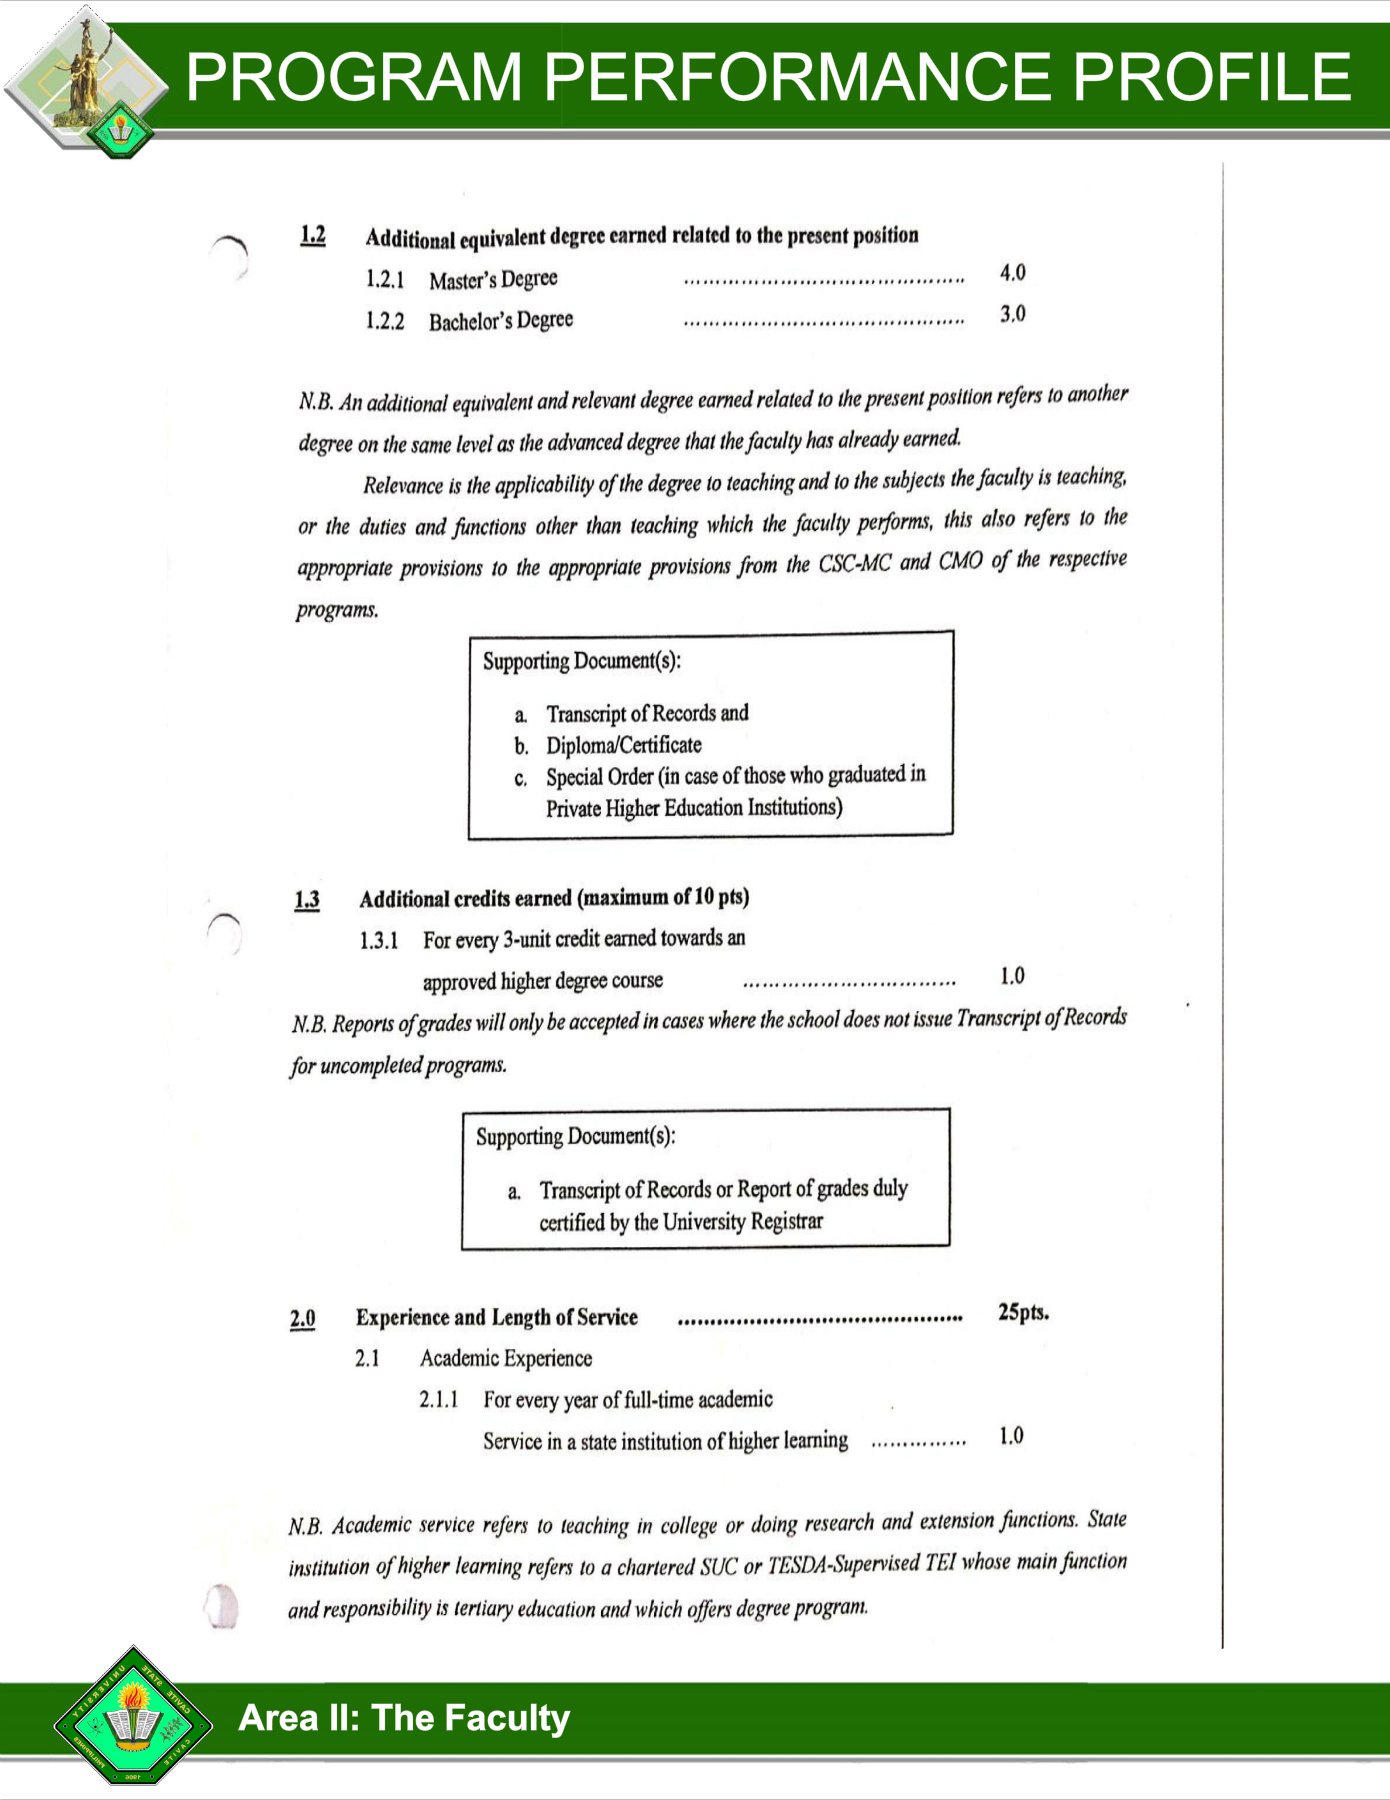 PROGRAM PERFORMANCE PROFILE
1.2 Additional equivalent degree earned related to the present position
1.2.1 Master's Degree ............................................ 4.0
1.2.2 Bachelor's Degree ............................................ 3.0
N.B. An additional equivalent and relevant degree earned related to the present position refers to another
degree on the same level as the advanced degree that the faculty has already earned.
Relevance is the applicability of the degree to teaching and to the subjects the faculty is teaching,
or the duties and functions other than teaching which the faculty performs, this also refers to the
appropriate provisions to the appropriate provisions from the CSC-MC and CMO of the respective
programs.
Supporting Document(s):
a. Transcript of Records and
b. Diploma/Certificate
c. Special Order (in case of those who graduated in
Private Higher Education Institutions)
1.3 Additional credits earned (maximum of 10 pts)
1.3.1 For every 3-unit credit earned towards an
approved higher degree course ................................. 1.0
N.B. Reports of grades will only be accepted in cases where the school does not issue Transcript of Records
for uncompleted programs.
Supporting Document(s):
a. Transcript of Records or Report of grades duly
certified by the University Registrar
2.0 Experience and Length of Service ............................................ 25pts.
2.1 Academic Experience
2.1.1 For every year of full-time academic
Service in a state institution of higher learning ............... 1.0
N.B. Academic service refers to teaching in college or doing research and extension functions. State
institution of higher learning refers to a chartered SUC or TESDA-Supervised TEI whose main function
and responsibility is tertiary education and which offers degree program.
CAVITE STATE UNIVERSITY
CAVITE PHILIPPINES
1906
Area II: The Faculty